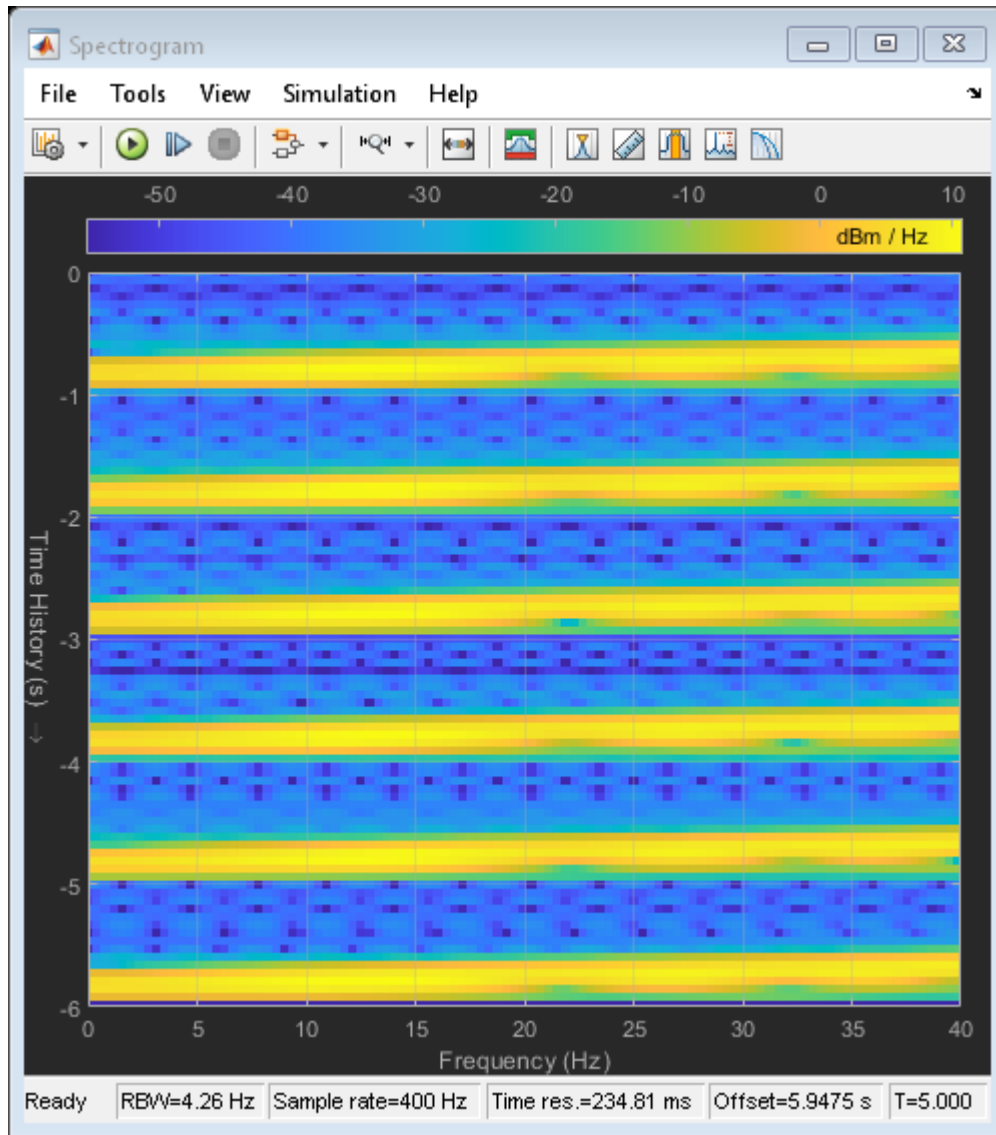 Spectrogram
File Tools View Simulation Help
-50 -40 -30 -20 -10 0 10
dBm / Hz
0
-1
-2
-3
-4
-5
-6
Time History (s) →
0 5 10 15 20 25 30 35 40
Frequency (Hz)
Ready RBW=4.26 Hz Sample rate=400 Hz Time res.=234.81 ms Offset=5.9475 s T=5.000